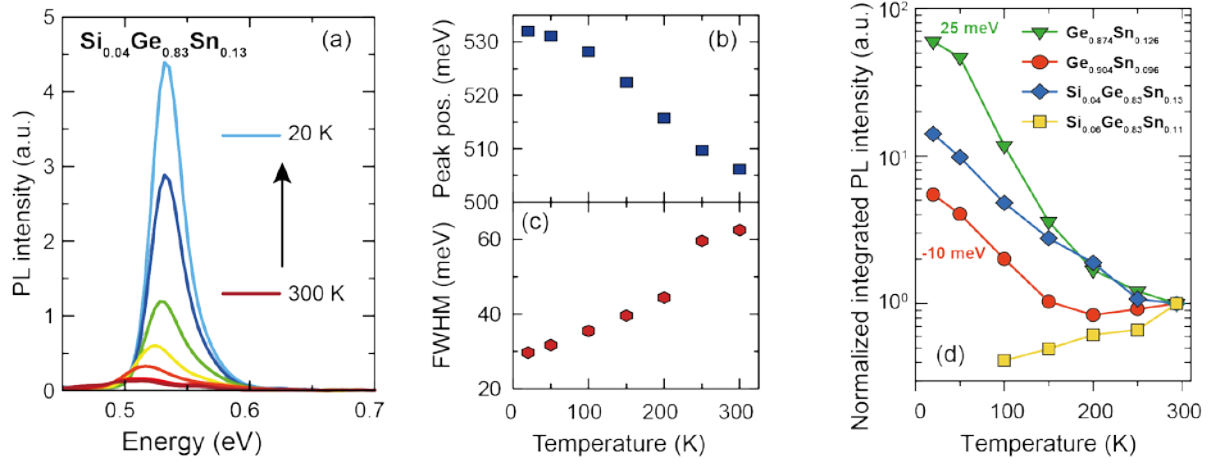 Si0.04Ge0.83Sn0.13
(a)
PL intensity (a.u.)
5
4
3
2
1
0
20 K
300 K
0.5
0.6
0.7
Energy (eV)
(b)
Peak pos. (meV)
530
520
510
500
(c)
FWHM (meV)
60
40
20
0
100
200
300
Temperature (K)
Normalized integrated PL intensity (a.u.)
10²
10¹
10⁰
25 meV
Ge0.874Sn0.126
Ge0.904Sn0.096
Si0.04Ge0.83Sn0.13
Si0.06Ge0.83Sn0.11
-10 meV
(d)
0
100
200
300
Temperature (K)